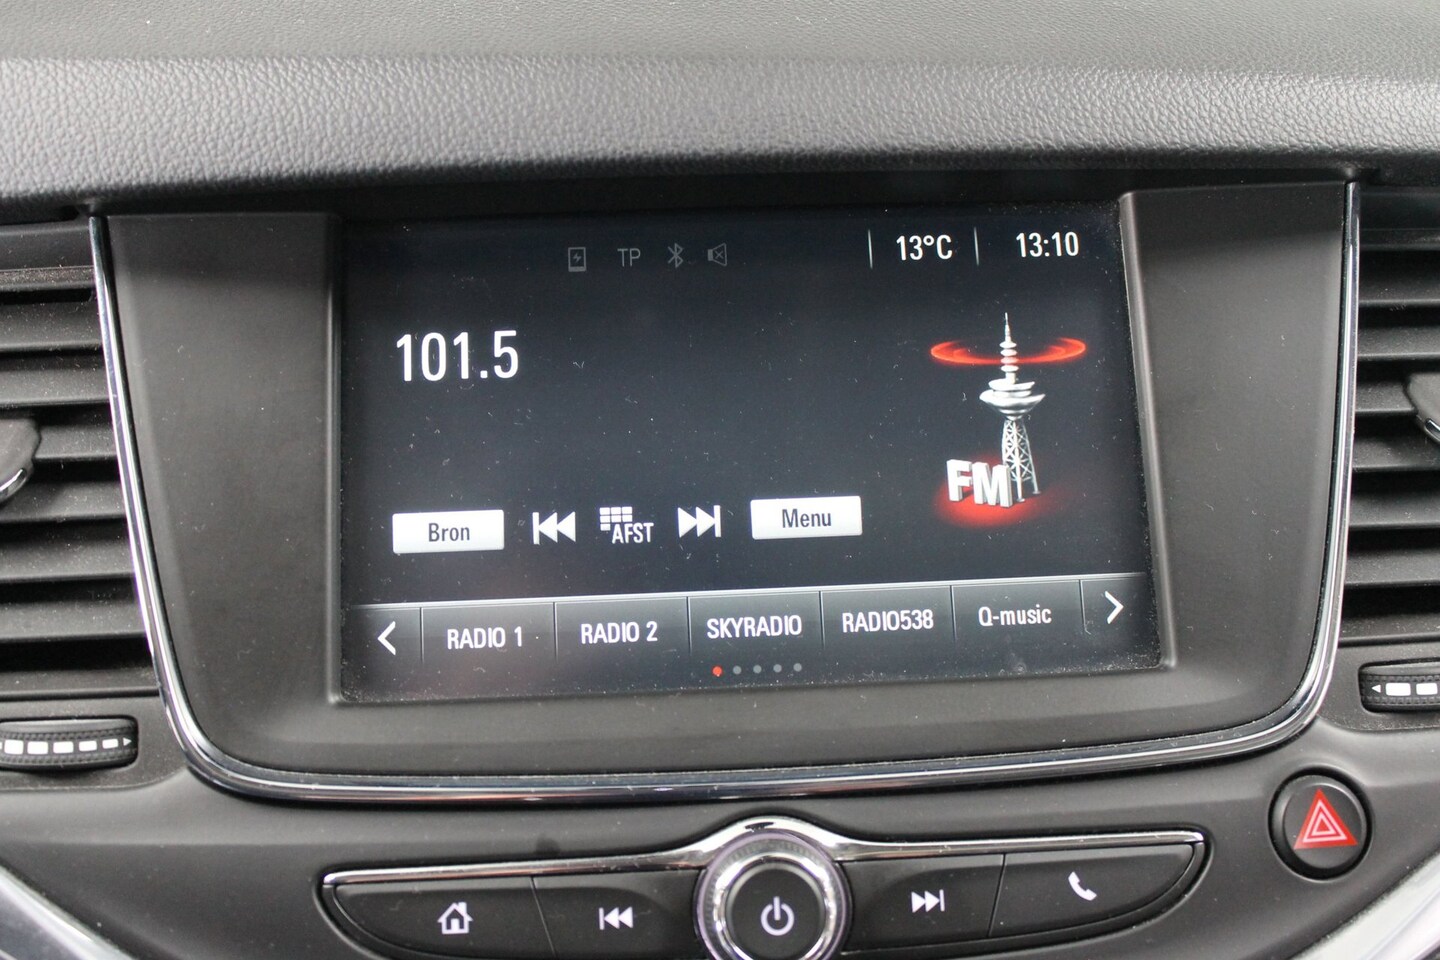 TP
13°C
13:10
101.5
FM
Bron
AFST
Menu
RADIO 1
RADIO 2
SKYRADIO
RADIO538
Q-music